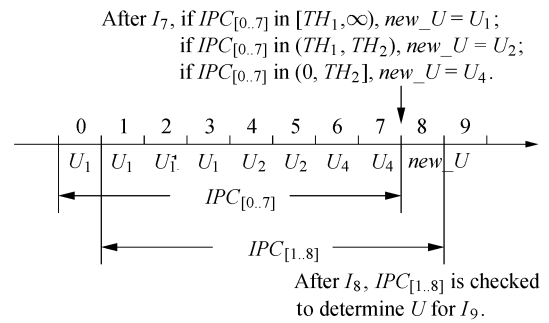 After I7, if IPC[0..7] in [TH1,∞), new_U = U1;
if IPC[0..7] in (TH1, TH2), new_U = U2;
if IPC[0..7] in (0, TH2], new_U = U4.
0 1 2 3 4 5 6 7 8 9
U1 U1 U1 U1 U2 U2 U4 U4 new_U
IPC[0..7]
IPC[1..8]
After I8, IPC[1..8] is checked
to determine U for I9.